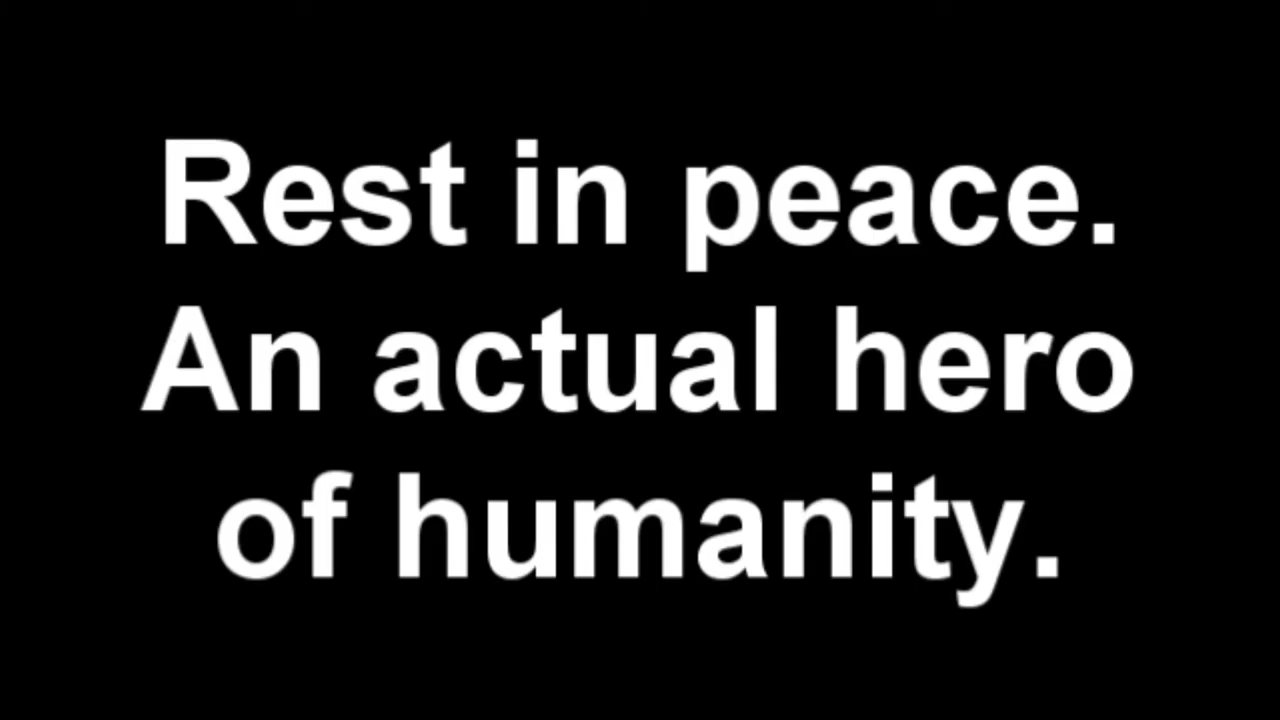 Rest in peace.
An actual hero
of humanity.